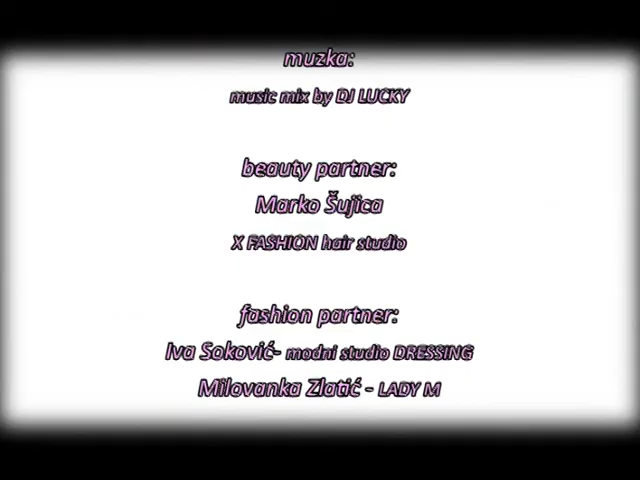 muzka:
music mix by DJ LUCKY
beauty partner:
Marko Šujica
X FASHION hair studio
fashion partner:
Iva Soković- modni studio DRESSING
Milovanka Zlatić - LADY M